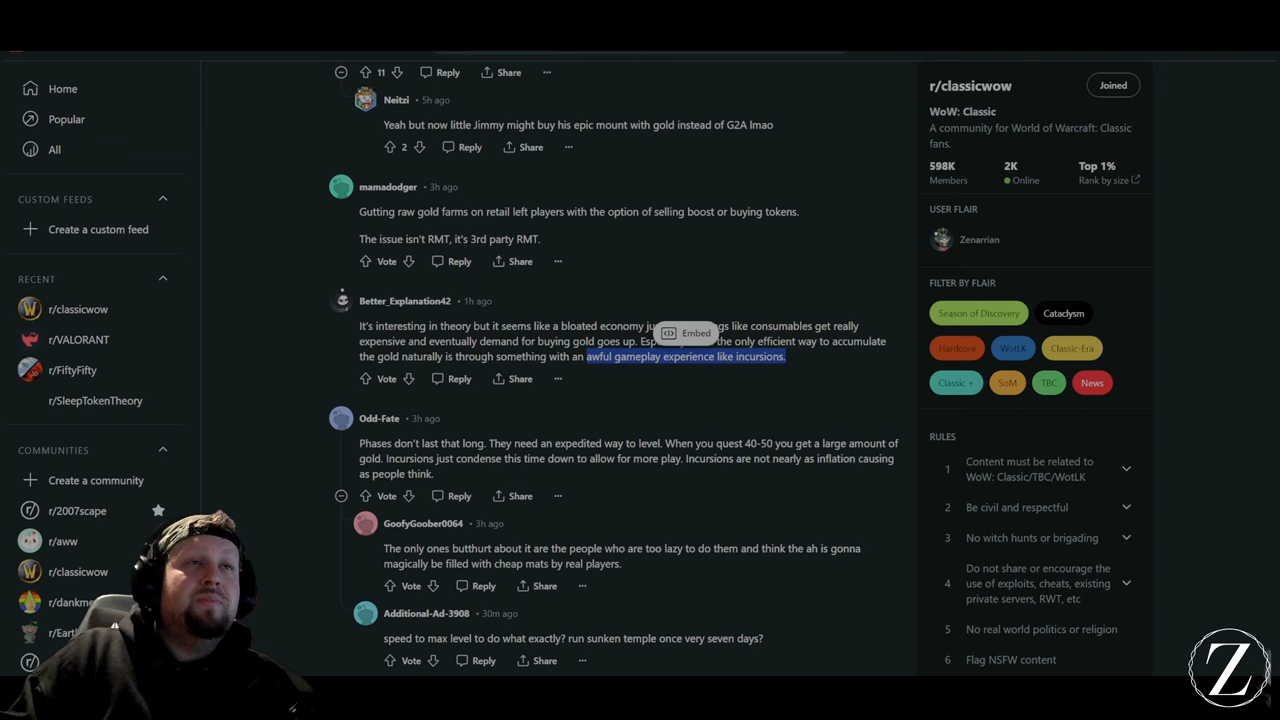 Home
Popular
All
CUSTOM FEEDS
Create a custom feed
RECENT
r/classicwow
r/VALORANT
r/FiftyFifty
r/SleepTokenTheory
COMMUNITIES
Create a community
r/2007scape
r/aww
r/classicwow
r/dankme
r/Eart
11 Reply Share ...
Neitzi • 5h ago
Yeah but now little Jimmy might buy his epic mount with gold instead of G2A lmao
2 Reply Share ...
mamadodger • 3h ago
Gutting raw gold farms on retail left players with the option of selling boost or buying tokens.
The issue isn't RMT, it's 3rd party RMT.
Vote Reply Share ...
Better_Explanation42 • 1h ago
It's interesting in theory but it seems like a bloated economy like consumables get really
Embed
expensive and eventually demand for buying gold goes up. the only efficient way to accumulate
the gold naturally is through something with an awful gameplay experience like incursions.
Vote Reply Share ...
Odd-Fate • 3h ago
Phases don't last that long. They need an expedited way to level. When you quest 40-50 you get a large amount of
gold. Incursions just condense this time down to allow for more play. Incursions are not nearly as inflation causing
as people think.
Vote Reply Share ...
GoofyGoober0064 • 3h ago
The only ones butthurt about it are the people who are too lazy to do them and think the ah is gonna
magically be filled with cheap mats by real players.
Vote Reply Share ...
Additional-Ad-3908 • 30m ago
speed to max level to do what exactly? run sunken temple once very seven days?
Vote Reply Share ...
r/classicwow Joined
WoW: Classic
A community for World of Warcraft: Classic
fans.
598K 2K Top 1%
Members Online Rank by size
USER FLAIR
Zenarrian
FILTER BY FLAIR
Season of Discovery Cataclysm
Hardcore WotLK Classic-Era
Classic + SoM TBC News
RULES
1 Content must be related to
WoW: Classic/TBC/WotLK
2 Be civil and respectful
3 No witch hunts or brigading
4 Do not share or encourage the
use of exploits, cheats, existing
private servers, RWT, etc
5 No real world politics or religion
6 Flag NSFW content
Z